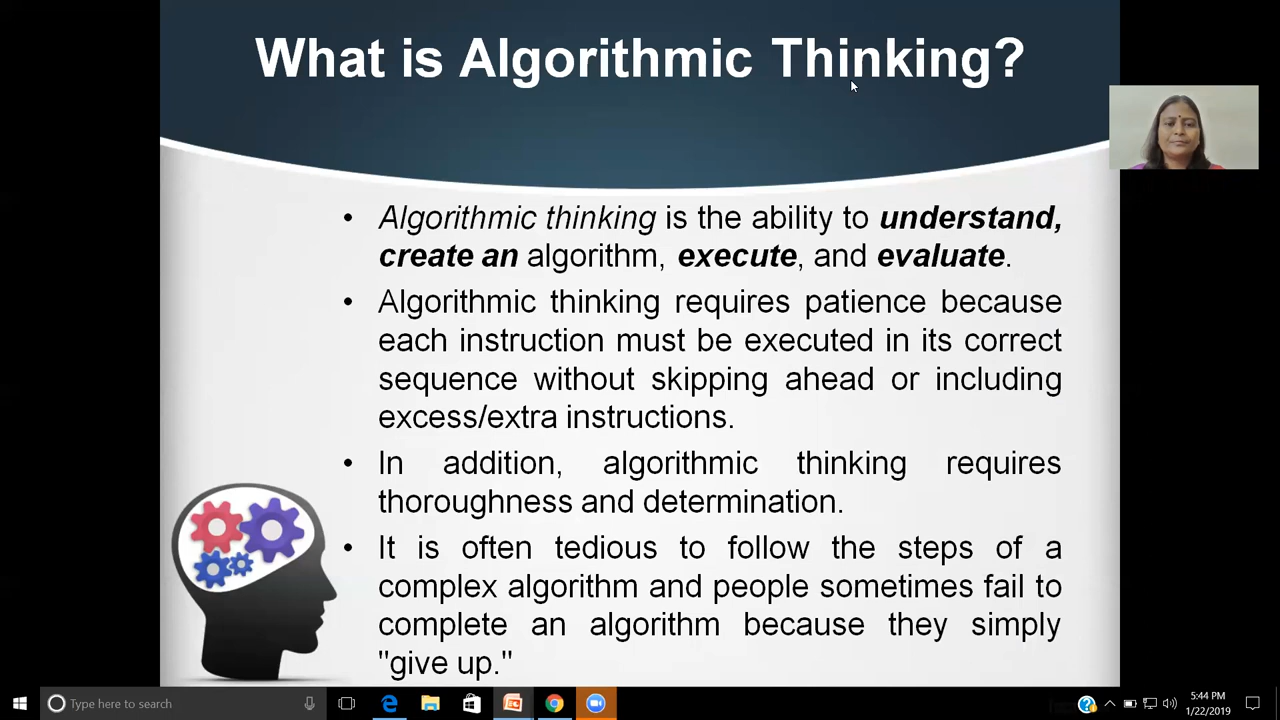 What is Algorithmic Thinking?
• Algorithmic thinking is the ability to understand,
create an algorithm, execute, and evaluate.
• Algorithmic thinking requires patience because
each instruction must be executed in its correct
sequence without skipping ahead or including
excess/extra instructions.
• In addition, algorithmic thinking requires
thoroughness and determination.
• It is often tedious to follow the steps of a
complex algorithm and people sometimes fail to
complete an algorithm because they simply
"give up."
Type here to search
5:44 PM
1/22/2019